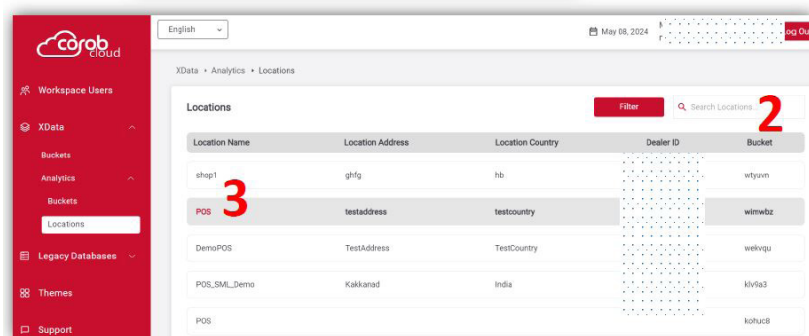 corob
cloud
English
May 08, 2024
Log Ou
XData • Analytics • Locations
Workspace Users
XData
Buckets
Analytics
Buckets
Locations
Legacy Databases
Themes
Support
Locations
Filter
Search Locations...
2
Location Name Location Address Location Country Dealer ID Bucket
shop1 ghfg hb wtyuvn
3
POS testaddress testcountry wimwbz
DemoPOS TestAddress TestCountry wekvqu
POS_SML_Demo Kakkanad India klv9a3
POS kohuc8